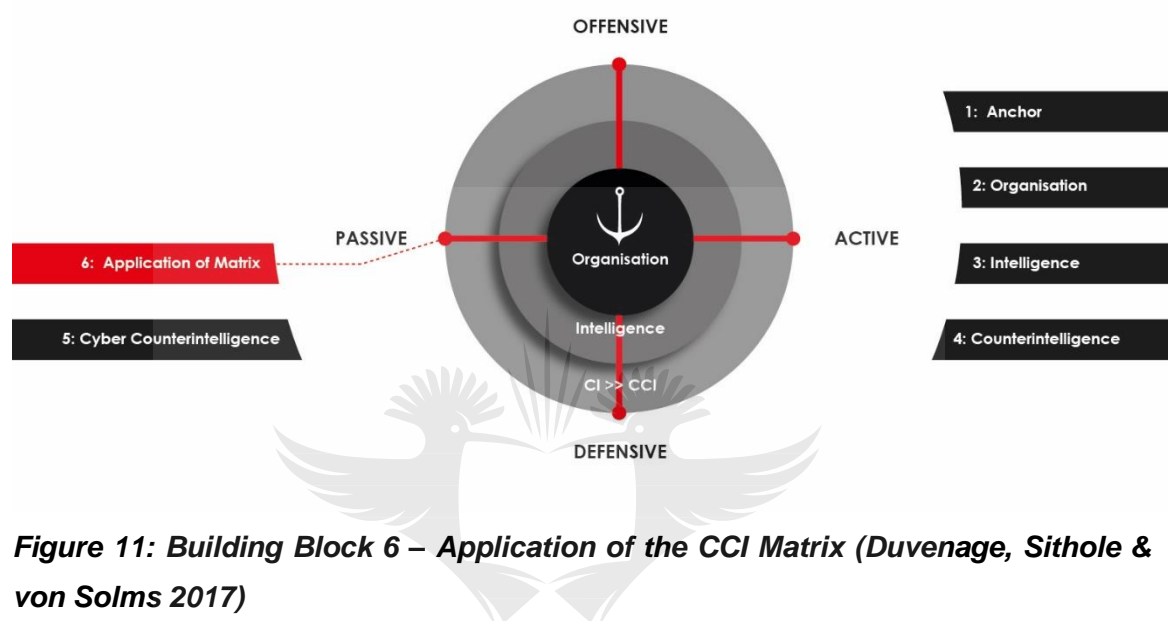 OFFENSIVE
1: Anchor
2: Organisation
PASSIVE
ACTIVE
Organisation
6: Application of Matrix
3: Intelligence
Intelligence
5: Cyber Counterintelligence
4: Counterintelligence
CI >> CCI
DEFENSIVE
Figure 11: Building Block 6 – Application of the CCI Matrix (Duvenage, Sithole &
von Solms 2017)